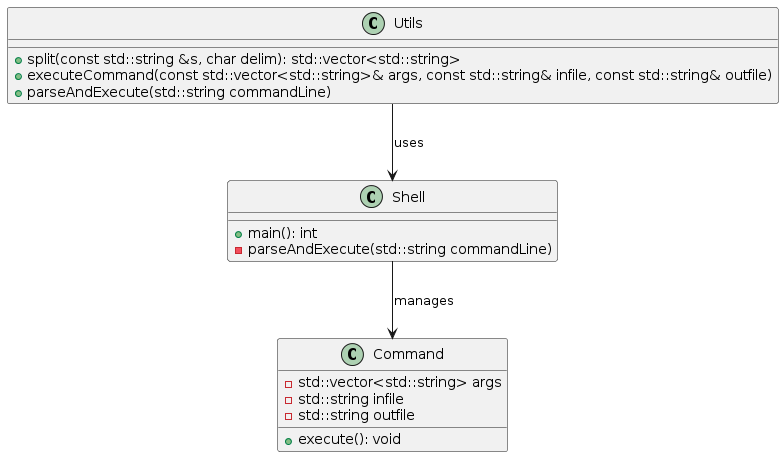 C Utils
split(const std::string &s, char delim): std::vector<std::string>
executeCommand(const std::vector<std::string>& args, const std::string& infile, const std::string& outfile)
parseAndExecute(std::string commandLine)
uses
C Shell
main(): int
parseAndExecute(std::string commandLine)
manages
C Command
std::vector<std::string> args
std::string infile
std::string outfile
execute(): void